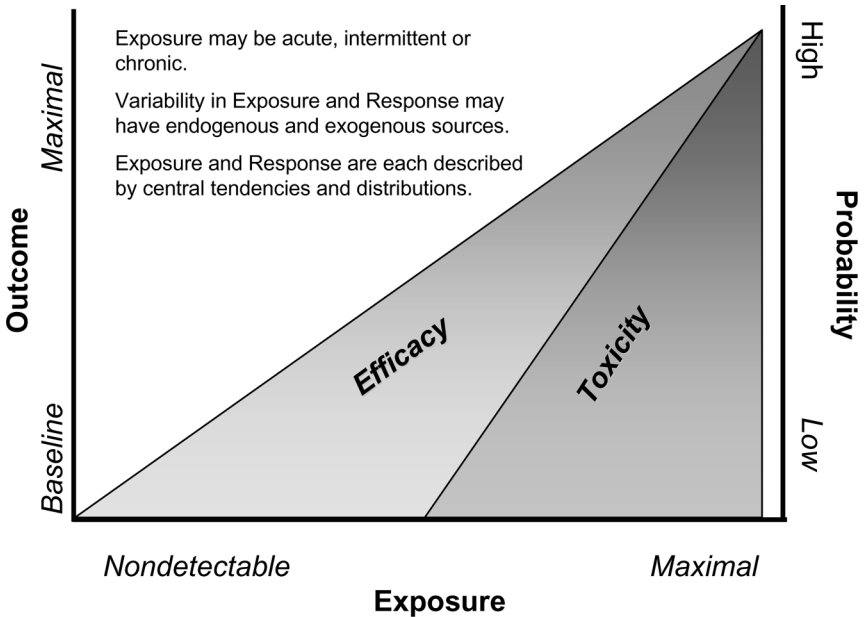 Exposure may be acute, intermittent or
chronic.
Variability in Exposure and Response may
have endogenous and exogenous sources.
Exposure and Response are each described
by central tendencies and distributions.
Outcome
Maximal
Baseline
Efficacy
Toxicity
High
Low
Probability
Nondetectable
Maximal
Exposure